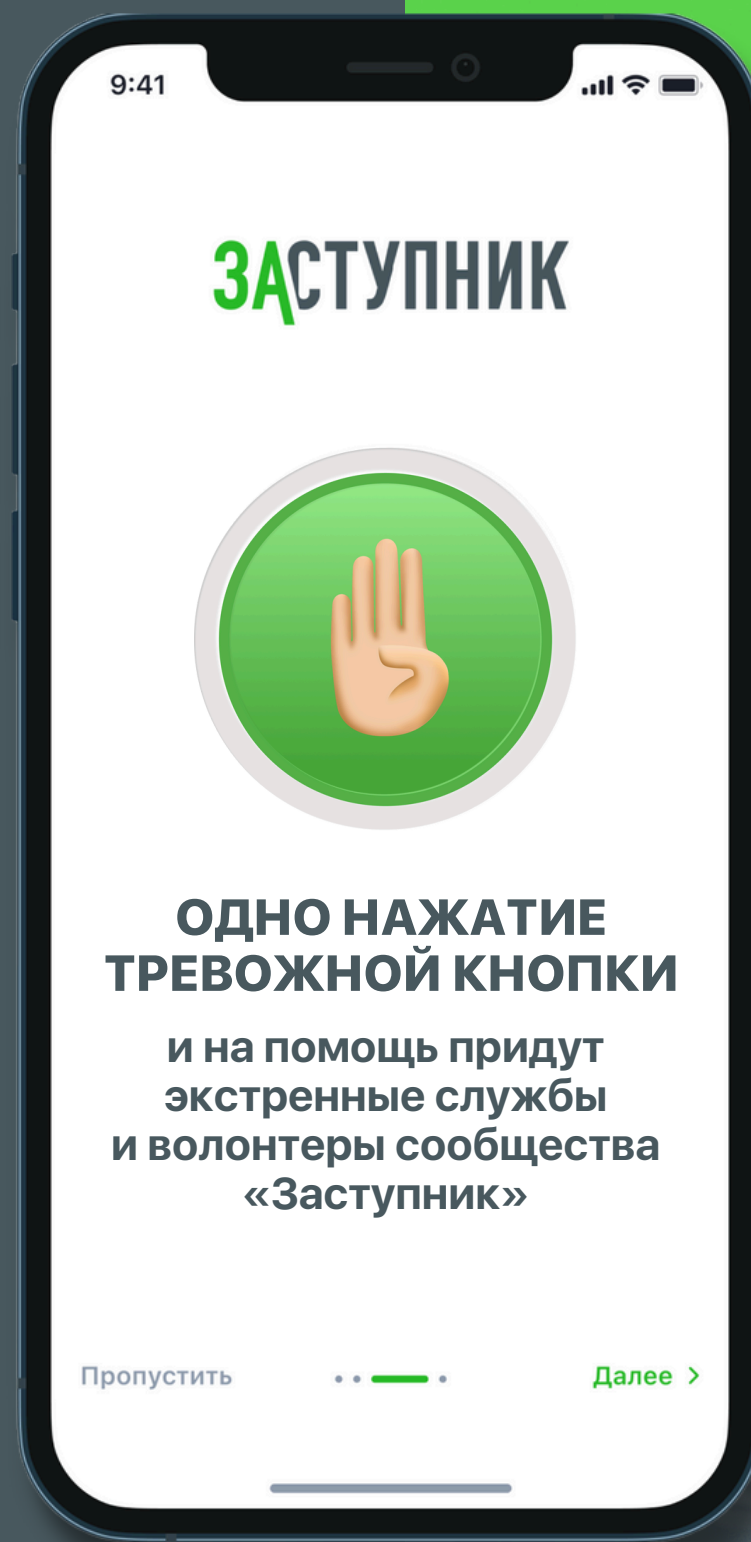 9:41
ЗАСТУПНИК
ОДНО НАЖАТИЕ
ТРЕВОЖНОЙ КНОПКИ
и на помощь придут
экстренные службы
и волонтеры сообщества
«Заступник»
Пропустить
Далее >